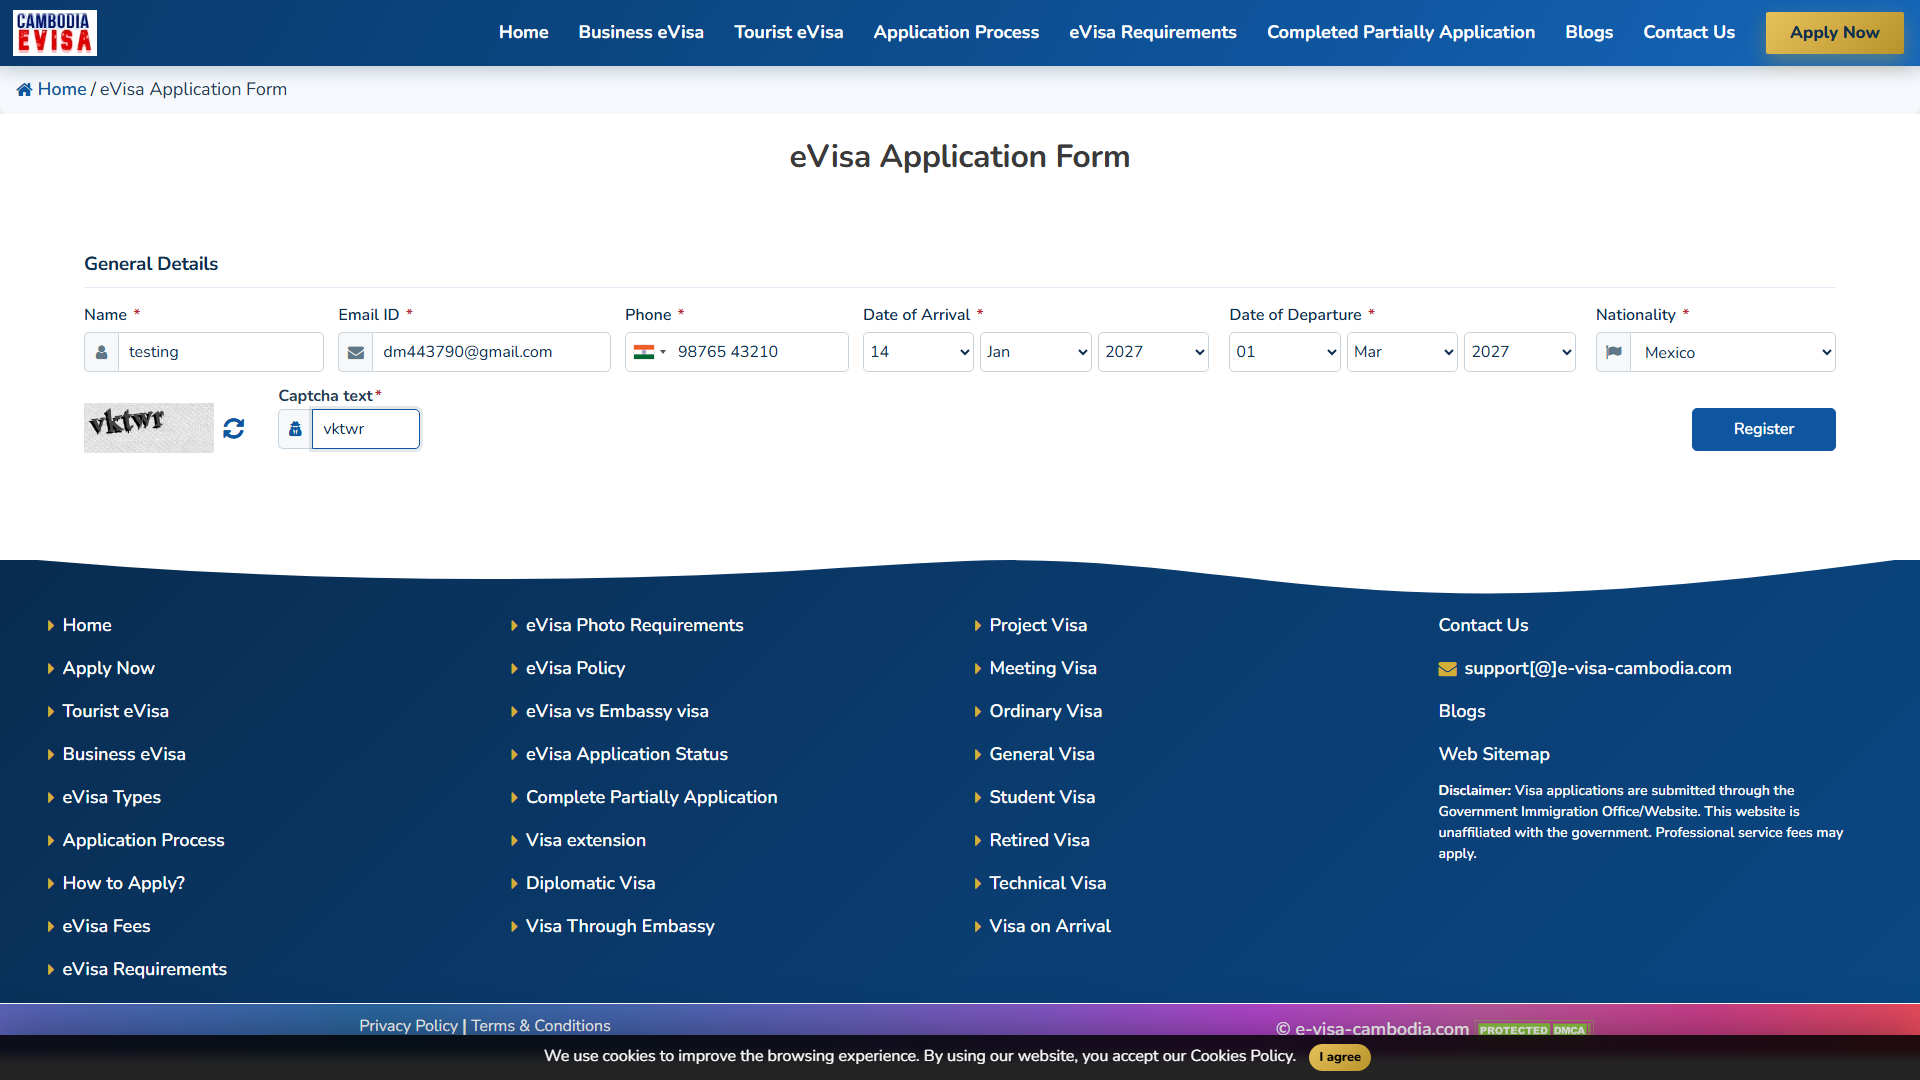 CAMBODIA
EVISA
Home Business eVisa Tourist eVisa Application Process eVisa Requirements Completed Partially Application Blogs Contact Us Apply Now
Home / eVisa Application Form
eVisa Application Form
General Details
Name * Email ID * Phone * Date of Arrival * Date of Departure * Nationality *
testing dm443790@gmail.com 98765 43210 14 Jan 2027 01 Mar 2027 Mexico
Captcha text*
vktwr vktwr Register
Home eVisa Photo Requirements Project Visa Contact Us
Apply Now eVisa Policy Meeting Visa support[@]e-visa-cambodia.com
Tourist eVisa eVisa vs Embassy visa Ordinary Visa Blogs
Business eVisa eVisa Application Status General Visa Web Sitemap
eVisa Types Complete Partially Application Student Visa Disclaimer: Visa applications are submitted through the
Government Immigration Office/Website. This website is
Application Process Visa extension Retired Visa unaffiliated with the government. Professional service fees may
apply.
How to Apply? Diplomatic Visa Technical Visa
eVisa Fees Visa Through Embassy Visa on Arrival
eVisa Requirements
Privacy Policy | Terms & Conditions © e-visa-cambodia.com PROTECTED DMCA
We use cookies to improve the browsing experience. By using our website, you accept our Cookies Policy. I agree